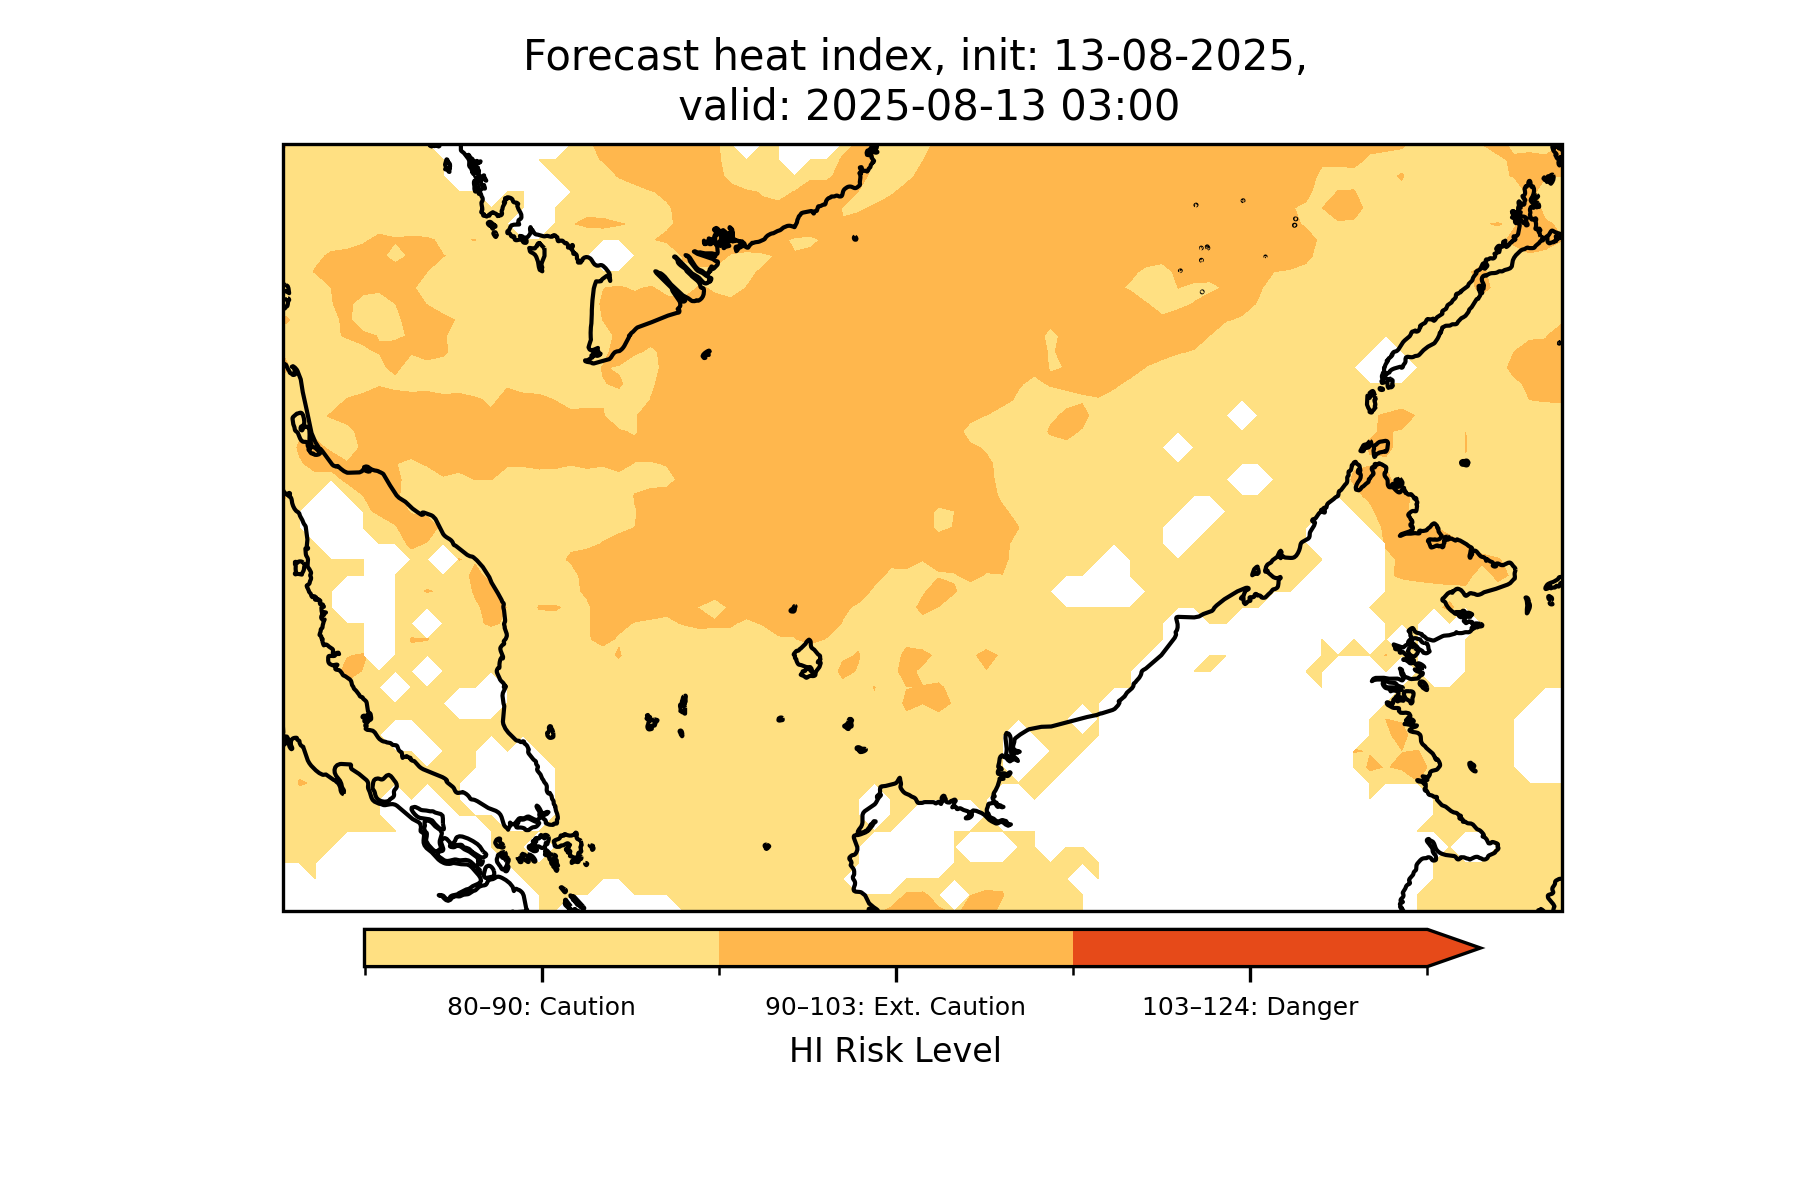 Forecast heat index, init: 13-08-2025,
valid: 2025-08-13 03:00
80–90: Caution
90–103: Ext. Caution
103–124: Danger
HI Risk Level